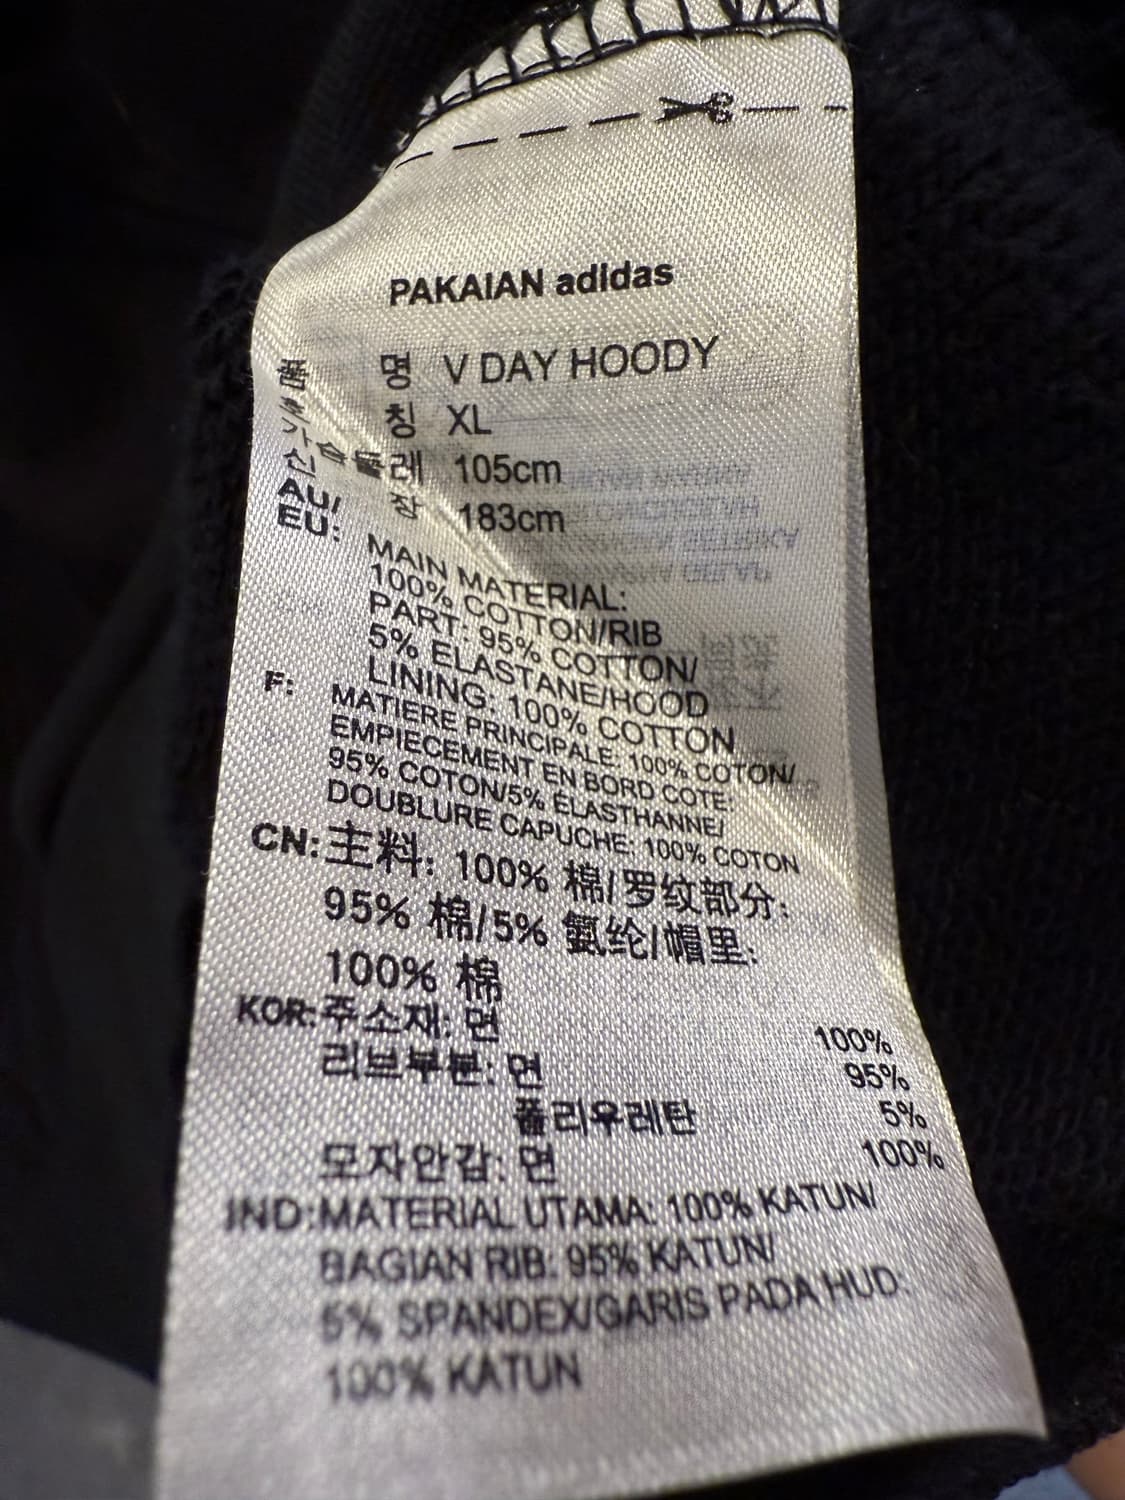 PAKAIAN adidas
품 명 V DAY HOODY
호 칭 XL
가슴둘레 105cm
신 장 183cm
AU/
EU: MAIN MATERIAL:
100% COTTON/RIB
PART: 95% COTTON/
5% ELASTANE/HOOD
LINING: 100% COTTON
F: MATIERE PRINCIPALE: 100% COTON/
EMPIECEMENT EN BORD COTE:
95% COTON/5% ELASTHANNE/
DOUBLURE CAPUCHE: 100% COTON
CN: 主料: 100% 棉/罗纹部分:
95% 棉/5% 氨纶/帽里:
100% 棉
KOR: 주소재: 면 100%
리브부분: 면 95%
폴리우레탄 5%
모자안감: 면 100%
IND: MATERIAL UTAMA: 100% KATUN/
BAGIAN RIB: 95% KATUN/
5% SPANDEX/GARIS PADA HUD:
100% KATUN